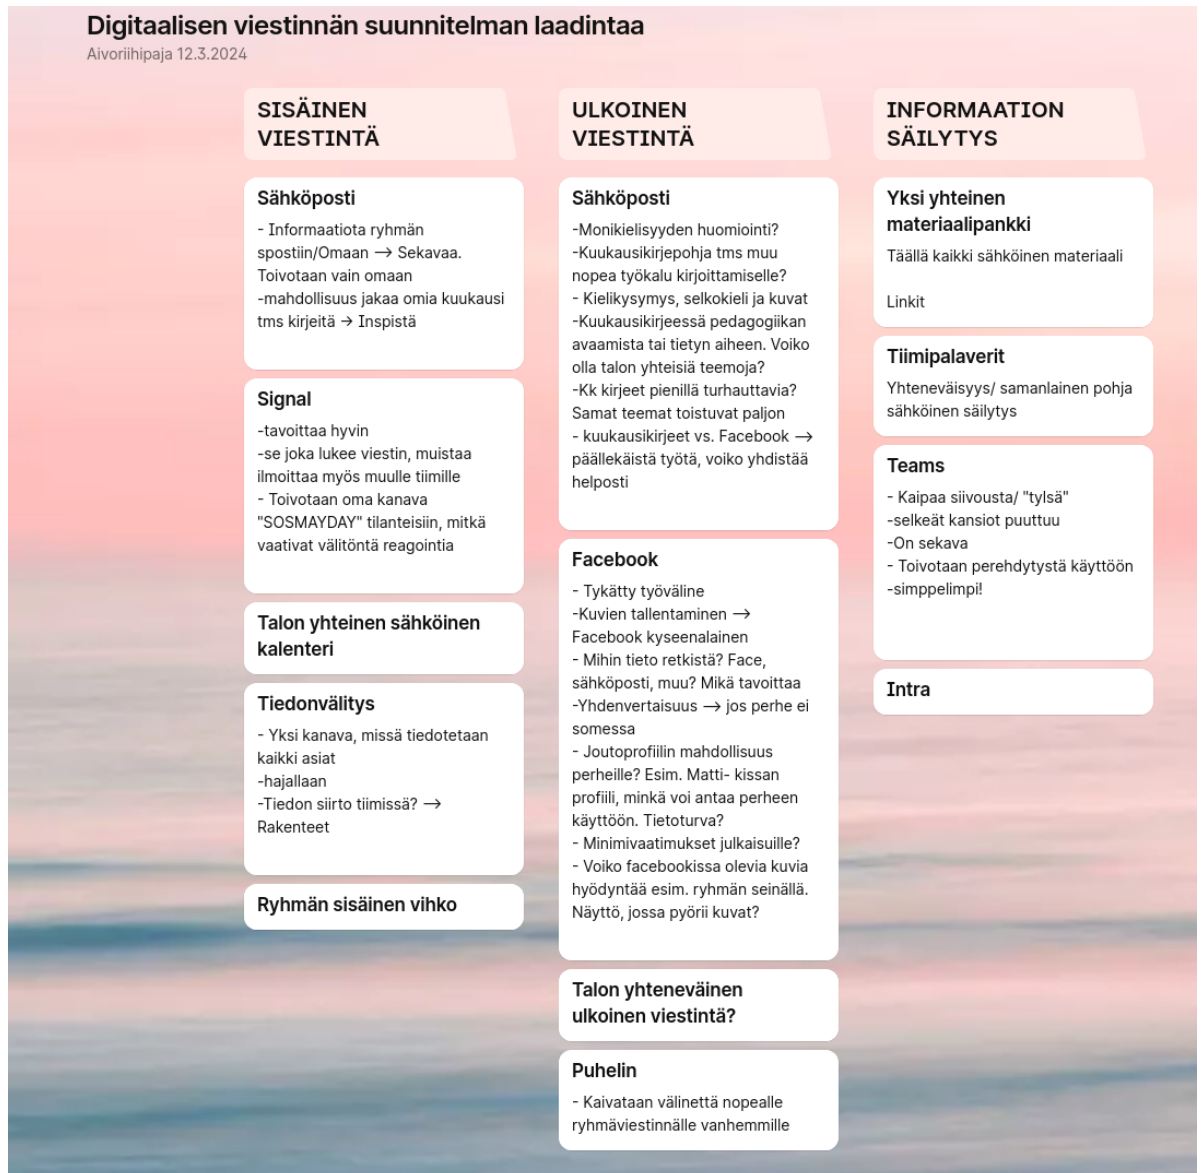 Digitaalisen viestinnän suunnitelman laadintaa
Aivoriihipaja 12.3.2024
SISÄINEN
VIESTINTÄ
Sähköposti
- Informaatiota ryhmän
spostiin/Omaan --> Sekavaa.
Toivotaan vain omaan
-mahdollisuus jakaa omia kuukausi
tms kirjeitä -> Inspistä
Signal
-tavoittaa hyvin
-se joka lukee viestin, muistaa
ilmoittaa myös muulle tiimille
- Toivotaan oma kanava
"SOSMAYDAY" tilanteisiin, mitkä
vaativat välitöntä reagointia
Talon yhteinen sähköinen
kalenteri
Tiedonvälitys
- Yksi kanava, missä tiedotetaan
kaikki asiat
-hajallaan
-Tiedon siirto tiimissä? -->
Rakenteet
Ryhmän sisäinen vihko
ULKOINEN
VIESTINTÄ
Sähköposti
-Monikielisyyden huomiointi?
-Kuukausikirjepohja tms muu
nopea työkalu kirjoittamiselle?
- Kielikysymys, selkokieli ja kuvat
-Kuukausikirjeessä pedagogiikan
avaamista tai tietyn aiheen. Voiko
olla talon yhteisiä teemoja?
-Kk kirjeet pienillä turhauttavia?
Samat teemat toistuvat paljon
- kuukausikirjeet vs. Facebook -->
päällekäistä työtä, voiko yhdistää
helposti
Facebook
- Tykätty työväline
-Kuvien tallentaminen -->
Facebook kyseenalainen
- Mihin tieto retkistä? Face,
sähköposti, muu? Mikä tavoittaa
-Yhdenvertaisuus --> jos perhe ei
somessa
- Joutoprofiilin mahdollisuus
perheille? Esim. Matti- kissan
profiili, minkä voi antaa perheen
käyttöön. Tietoturva?
- Minimivaatimukset julkaisuille?
- Voiko facebookissa olevia kuvia
hyödyntää esim. ryhmän seinällä.
Näyttö, jossa pyörii kuvat?
Talon yhteneväinen
ulkoinen viestintä?
Puhelin
- Kaivataan välinettä nopealle
ryhmäviestinnälle vanhemmille
INFORMAATION
SÄILYTYS
Yksi yhteinen
materiaalipankki
Täällä kaikki sähköinen materiaali
Linkit
Tiimipalaverit
Yhteneväisyys/ samanlainen pohja
sähköinen säilytys
Teams
- Kaipaa siivousta/ "tylsä"
-selkeät kansiot puuttuu
-On sekava
- Toivotaan perehdytystä käyttöön
-simppelimpi!
Intra